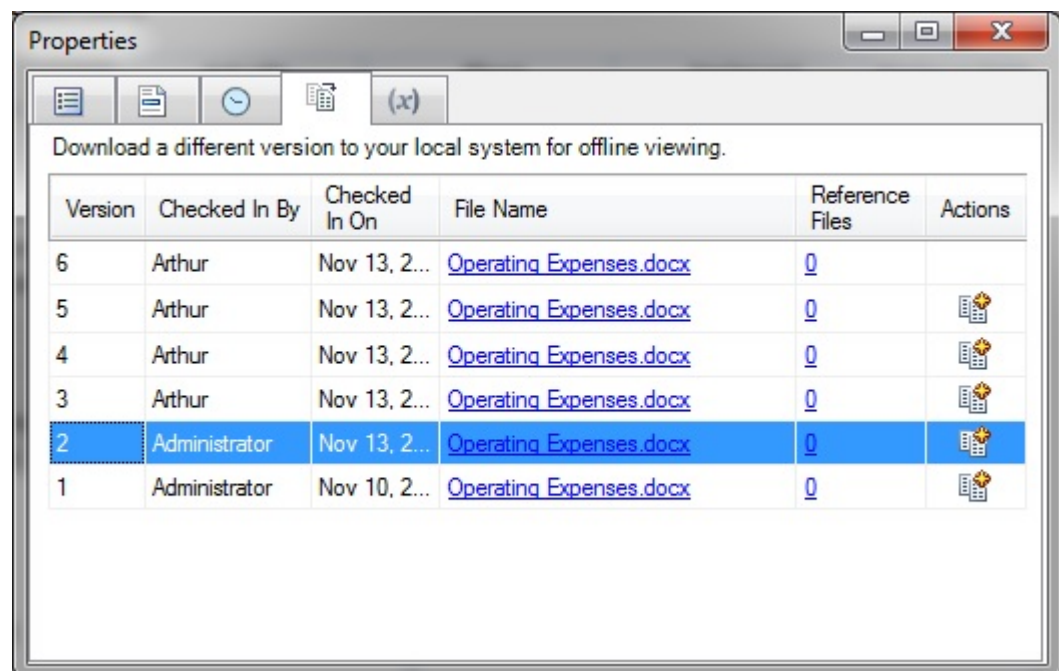 Properties
(x)
Download a different version to your local system for offline viewing.
Version Checked In By Checked In On File Name Reference Files Actions
6 Arthur Nov 13, 2... Operating Expenses.docx 0
5 Arthur Nov 13, 2... Operating Expenses.docx 0
4 Arthur Nov 13, 2... Operating Expenses.docx 0
3 Arthur Nov 13, 2... Operating Expenses.docx 0
2 Administrator Nov 13, 2... Operating Expenses.docx 0
1 Administrator Nov 10, 2... Operating Expenses.docx 0